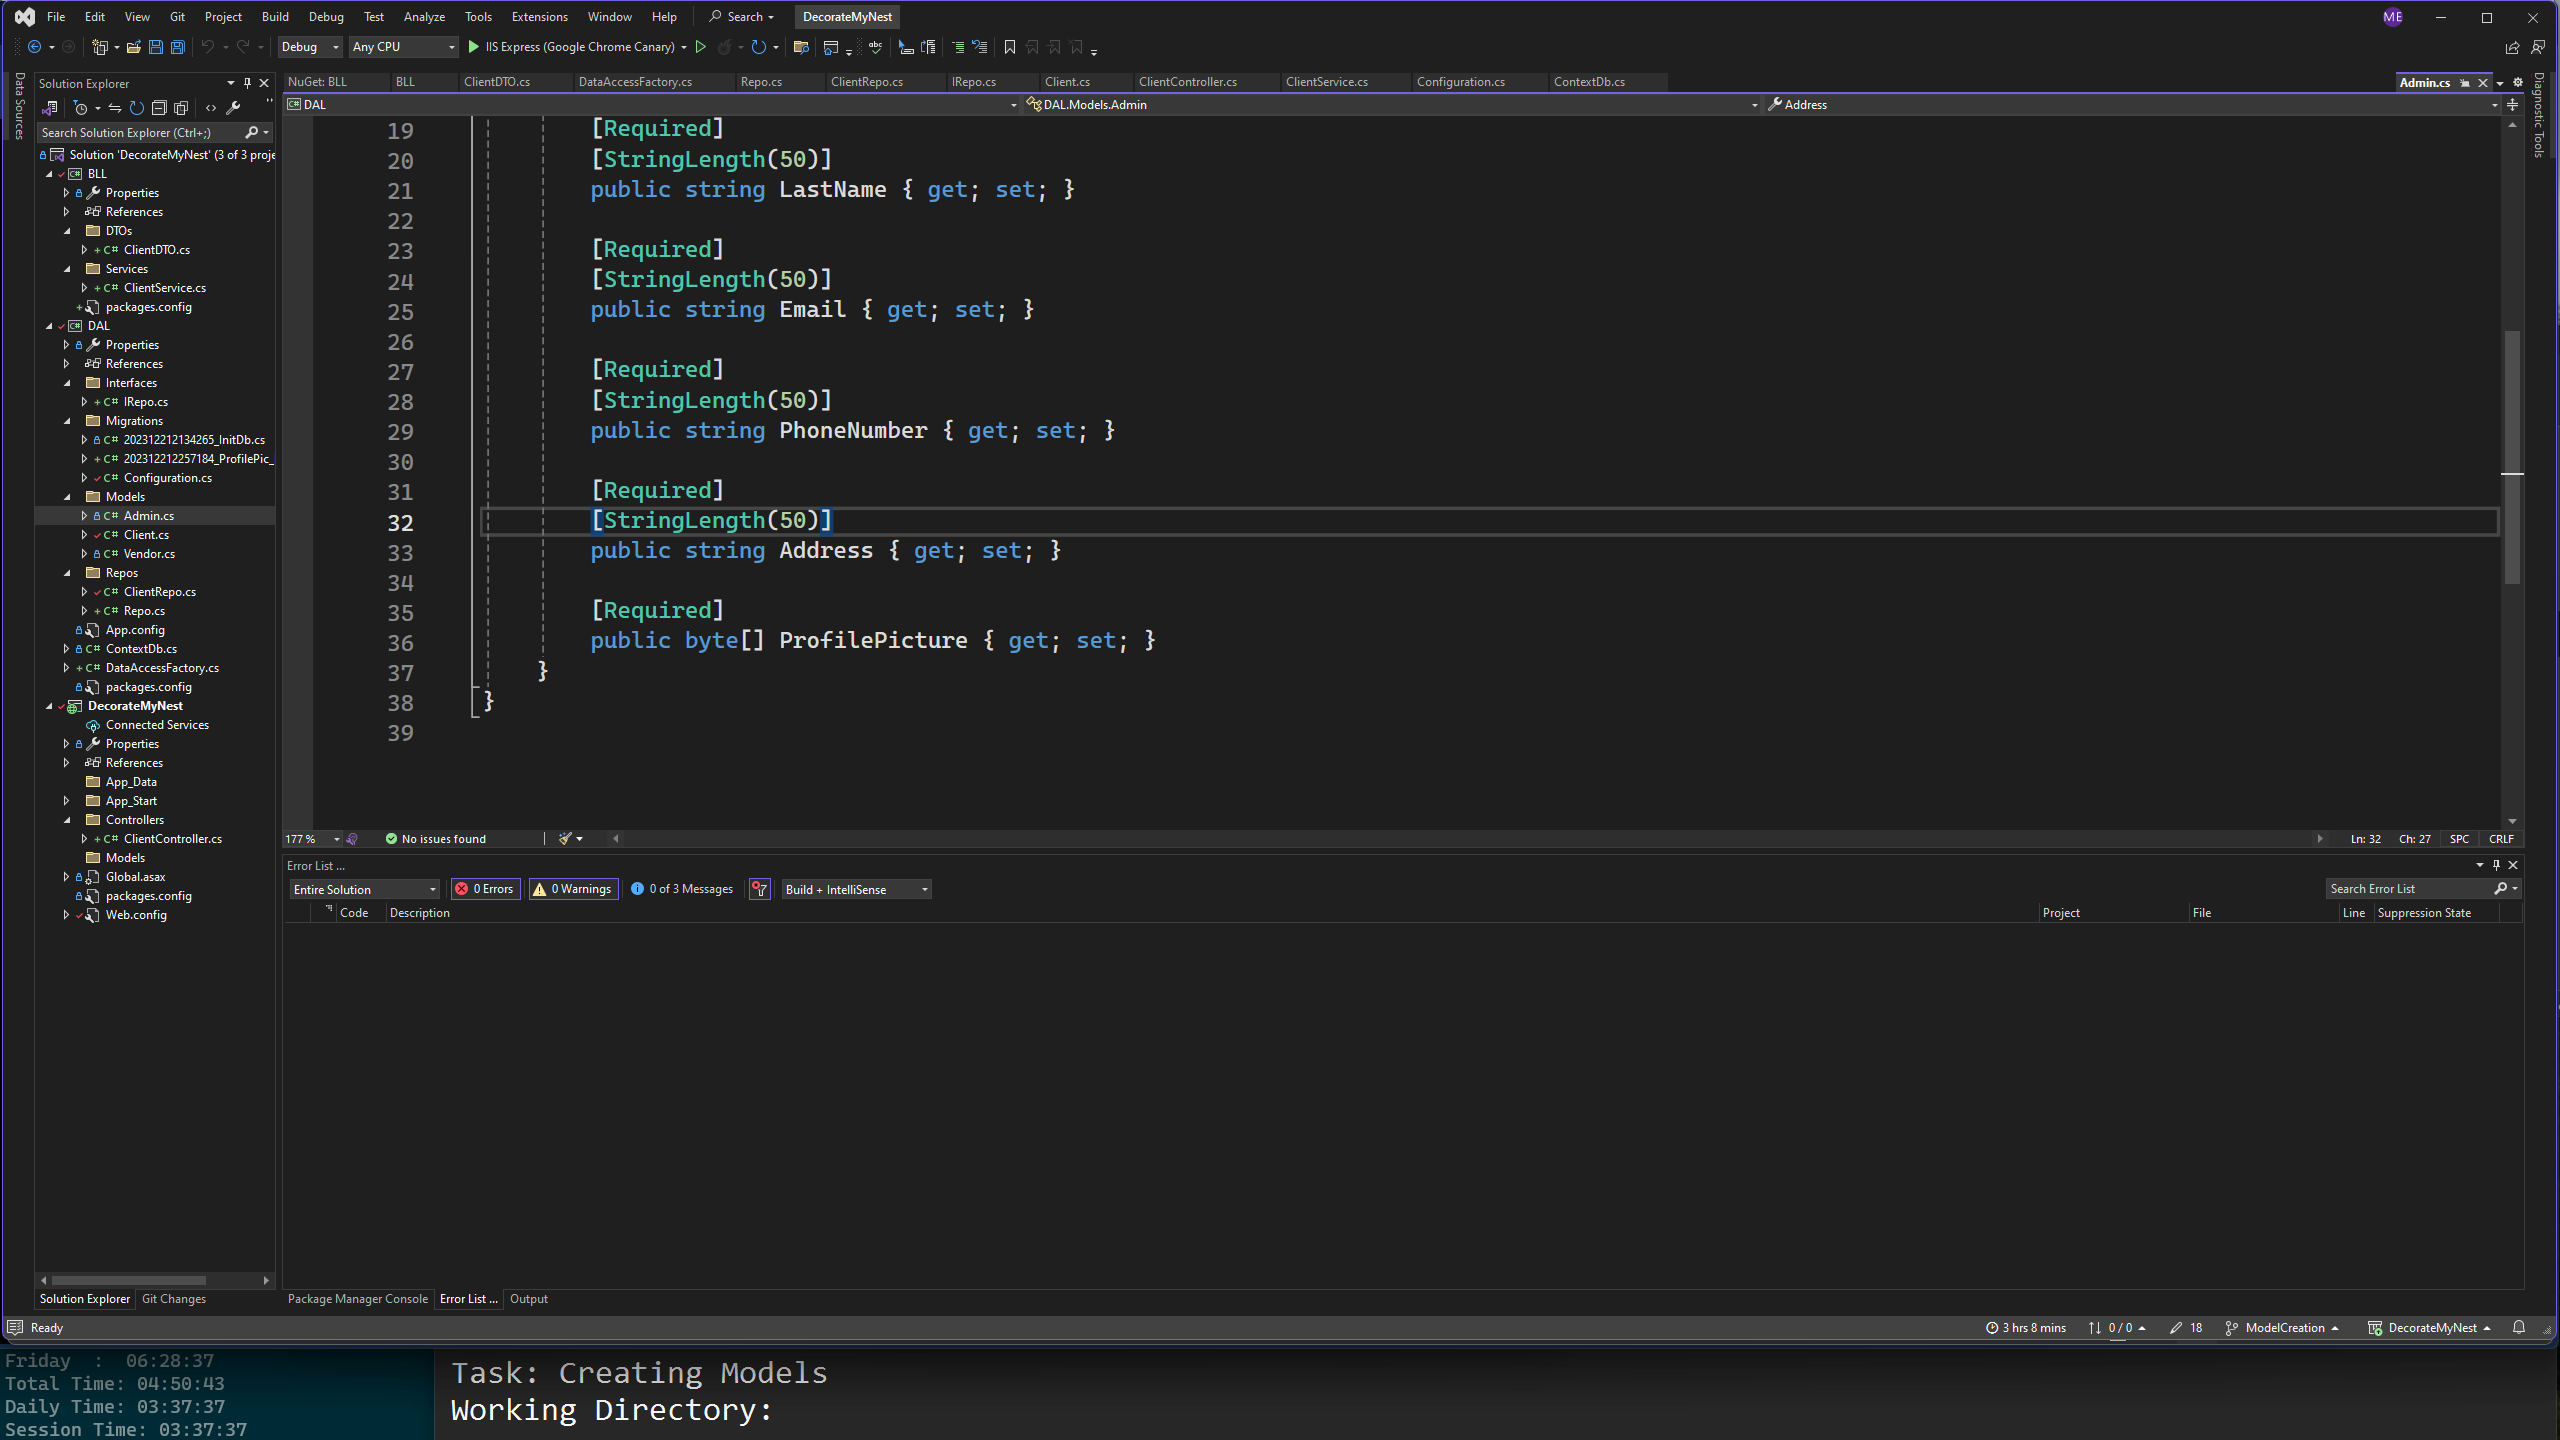 File Edit View Git Project Build Debug Test Analyze Tools Extensions Window Help Search DecorateMyNest ME
Debug Any CPU IIS Express (Google Chrome Canary)
Data Sources
Solution Explorer
Search Solution Explorer (Ctrl+;)
Solution 'DecorateMyNest' (3 of 3 proje
BLL
Properties
References
DTOs
C# ClientDTO.cs
Services
C# ClientService.cs
packages.config
DAL
Properties
References
Interfaces
C# IRepo.cs
Migrations
C# 202312212134265_InitDb.cs
C# 202312212257184_ProfilePic_
C# Configuration.cs
Models
C# Admin.cs
C# Client.cs
C# Vendor.cs
Repos
C# ClientRepo.cs
C# Repo.cs
App.config
C# ContextDb.cs
C# DataAccessFactory.cs
packages.config
DecorateMyNest
Connected Services
Properties
References
App_Data
App_Start
Controllers
C# ClientController.cs
Models
Global.asax
packages.config
Web.config
Solution Explorer Git Changes
NuGet: BLL BLL ClientDTO.cs DataAccessFactory.cs Repo.cs ClientRepo.cs IRepo.cs Client.cs ClientController.cs ClientService.cs Configuration.cs ContextDb.cs Admin.cs
DAL DAL.Models.Admin Address
19 [Required]
20 [StringLength(50)]
21 public string LastName { get; set; }
22
23 [Required]
24 [StringLength(50)]
25 public string Email { get; set; }
26
27 [Required]
28 [StringLength(50)]
29 public string PhoneNumber { get; set; }
30
31 [Required]
32 [StringLength(50)]
33 public string Address { get; set; }
34
35 [Required]
36 public byte[] ProfilePicture { get; set; }
37 }
38 }
39
177 % No issues found Ln: 32 Ch: 27 SPC CRLF
Diagnostic Tools
Error List ...
Entire Solution 0 Errors 0 Warnings 0 of 3 Messages Build + IntelliSense Search Error List
Code Description Project File Line Suppression State
Package Manager Console Error List ... Output
Ready 3 hrs 8 mins 0 / 0 18 ModelCreation DecorateMyNest
Friday : 06:28:37
Total Time: 04:50:43
Daily Time: 03:37:37
Session Time: 03:37:37
Task: Creating Models
Working Directory: